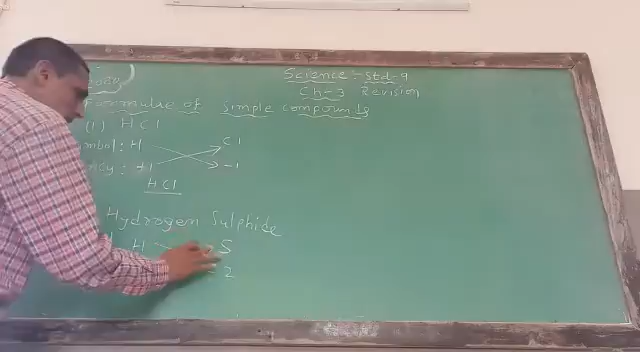 Science :- Std-9
Ch-3 Revision
Formulae of simple compounds
(1) HCl
H Cl
+1 -1
HCl
Hydrogen Sulphide
H S
2